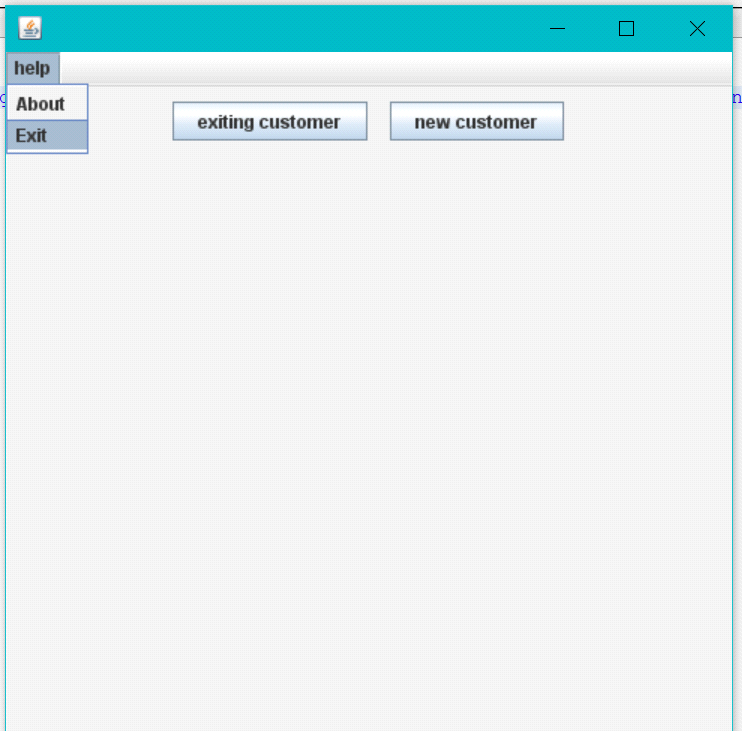 help
About
Exit
exiting customer
new customer